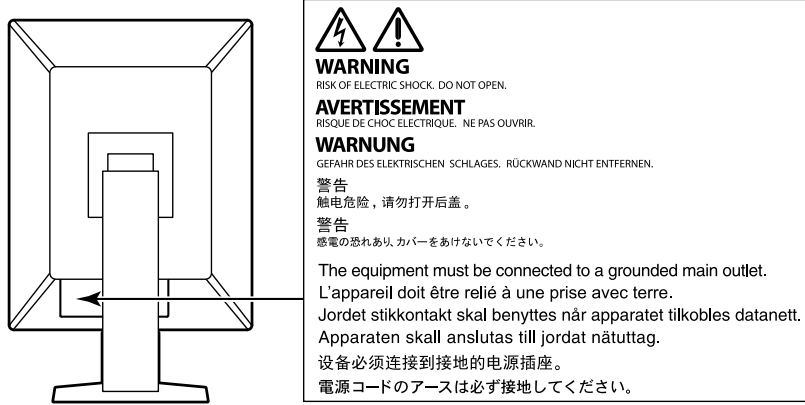 WARNING
RISK OF ELECTRIC SHOCK. DO NOT OPEN.
AVERTISSEMENT
RISQUE DE CHOC ELECTRIQUE. NE PAS OUVRIR.
WARNUNG
GEFAHR DES ELEKTRISCHEN SCHLAGES. RÜCKWAND NICHT ENTFERNEN.
警告
触电危险，请勿打开后盖。
警告
感電の恐れあり、カバーをあけないでください。
The equipment must be connected to a grounded main outlet.
L'appareil doit être relié à une prise avec terre.
Jordet stikkontakt skal benyttes når apparatet tilkobles datanett.
Apparaten skall anslutas till jordat nätuttag.
设备必须连接到接地的电源插座。
電源コードのアースは必ず接地してください。